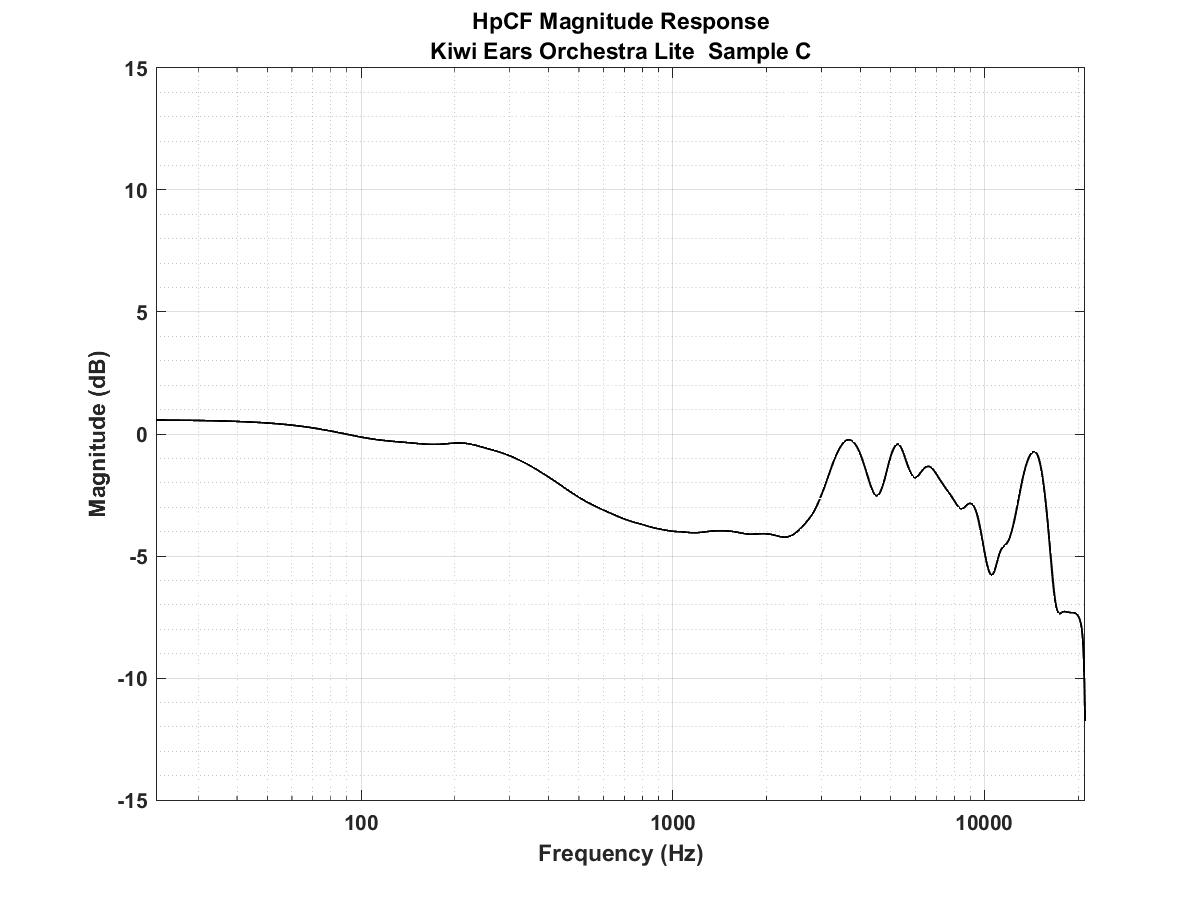 HpCF Magnitude Response
Kiwi Ears Orchestra Lite  Sample C
15
10
5
0
-5
-10
-15
Magnitude (dB)
100
1000
10000
Frequency (Hz)